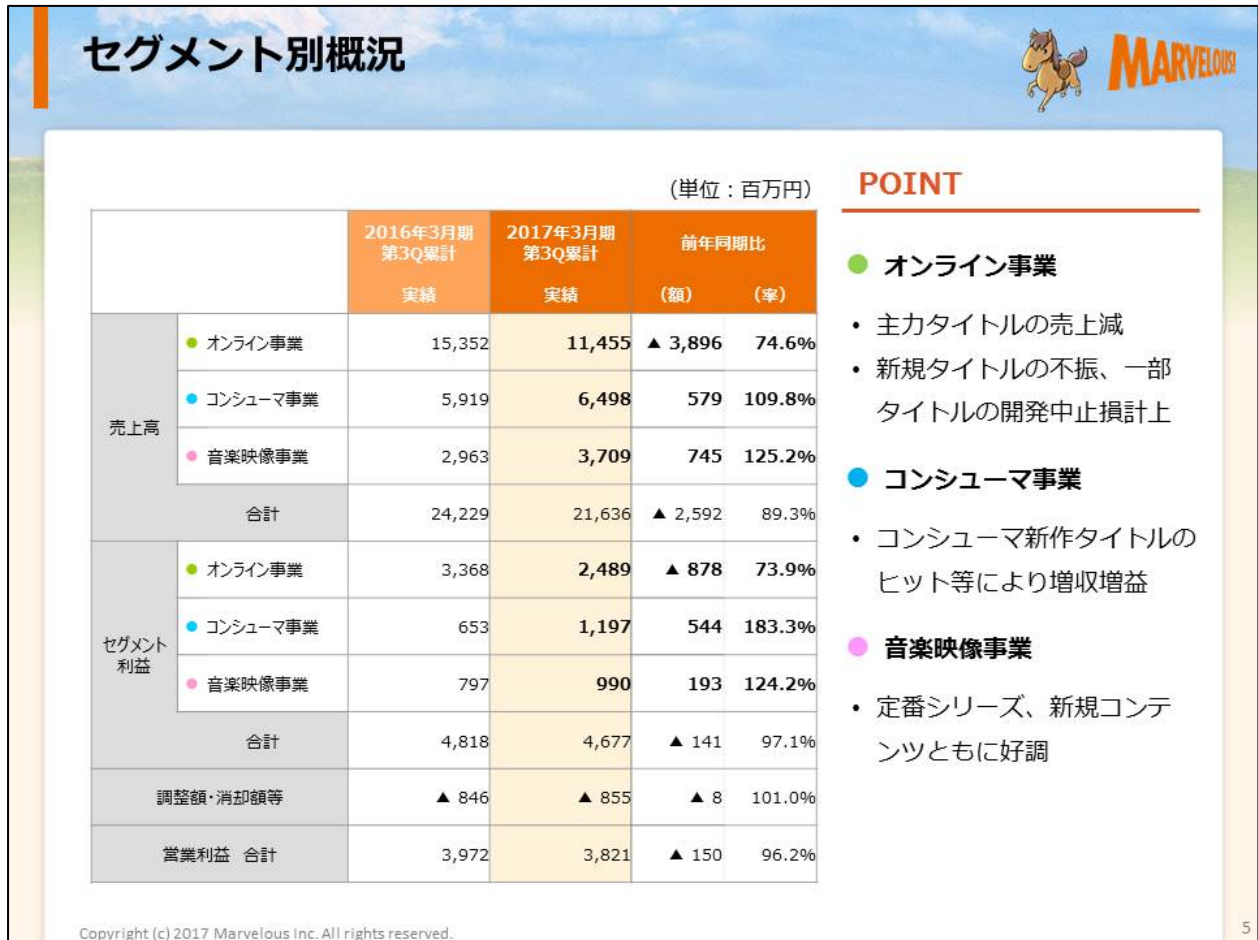 セグメント別概況
MARVELOUS!
(単位：百万円)
2016年3月期 第3Q累計 実績 2017年3月期 第3Q累計 実績 前年同期比 (額) (率)
売上高
● オンライン事業 15,352 11,455 ▲ 3,896 74.6%
● コンシューマ事業 5,919 6,498 579 109.8%
● 音楽映像事業 2,963 3,709 745 125.2%
合計 24,229 21,636 ▲ 2,592 89.3%
セグメント
利益
● オンライン事業 3,368 2,489 ▲ 878 73.9%
● コンシューマ事業 653 1,197 544 183.3%
● 音楽映像事業 797 990 193 124.2%
合計 4,818 4,677 ▲ 141 97.1%
調整額･消却額等 ▲ 846 ▲ 855 ▲ 8 101.0%
営業利益 合計 3,972 3,821 ▲ 150 96.2%
POINT
● オンライン事業
• 主力タイトルの売上減
• 新規タイトルの不振、一部
タイトルの開発中止損計上
● コンシューマ事業
• コンシューマ新作タイトルの
ヒット等により増収増益
● 音楽映像事業
• 定番シリーズ、新規コンテ
ンツともに好調
Copyright (c) 2017 Marvelous Inc. All rights reserved.
5